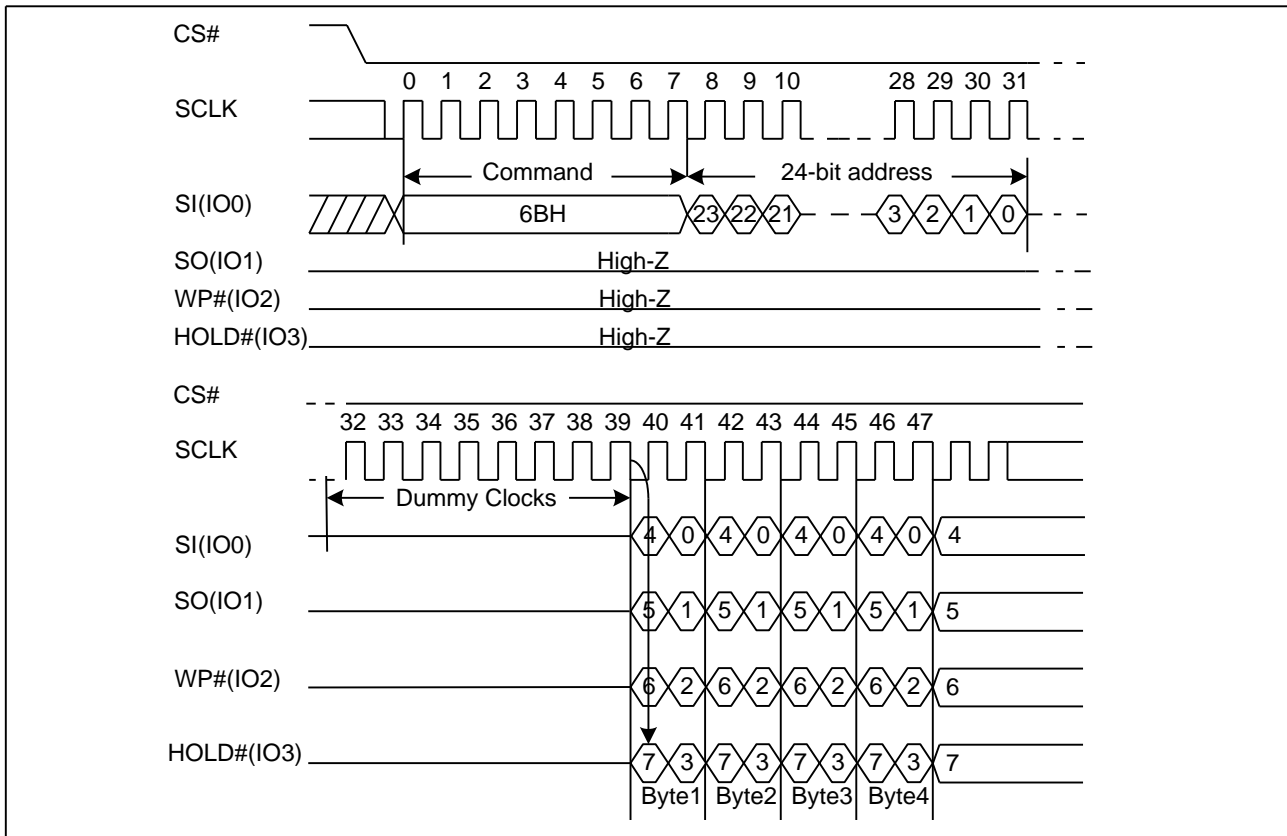 CS#
0 1 2 3 4 5 6 7 8 9 10 28 29 30 31
SCLK
Command 24-bit address
SI(IO0) 6BH 23 22 21 3 2 1 0
SO(IO1) High-Z
WP#(IO2) High-Z
HOLD#(IO3) High-Z
CS#
32 33 34 35 36 37 38 39 40 41 42 43 44 45 46 47
SCLK
Dummy Clocks
SI(IO0) 4 0 4 0 4 0 4 0 4
SO(IO1) 5 1 5 1 5 1 5 1 5
WP#(IO2) 6 2 6 2 6 2 6 2 6
HOLD#(IO3) 7 3 7 3 7 3 7 3 7
Byte1 Byte2 Byte3 Byte4